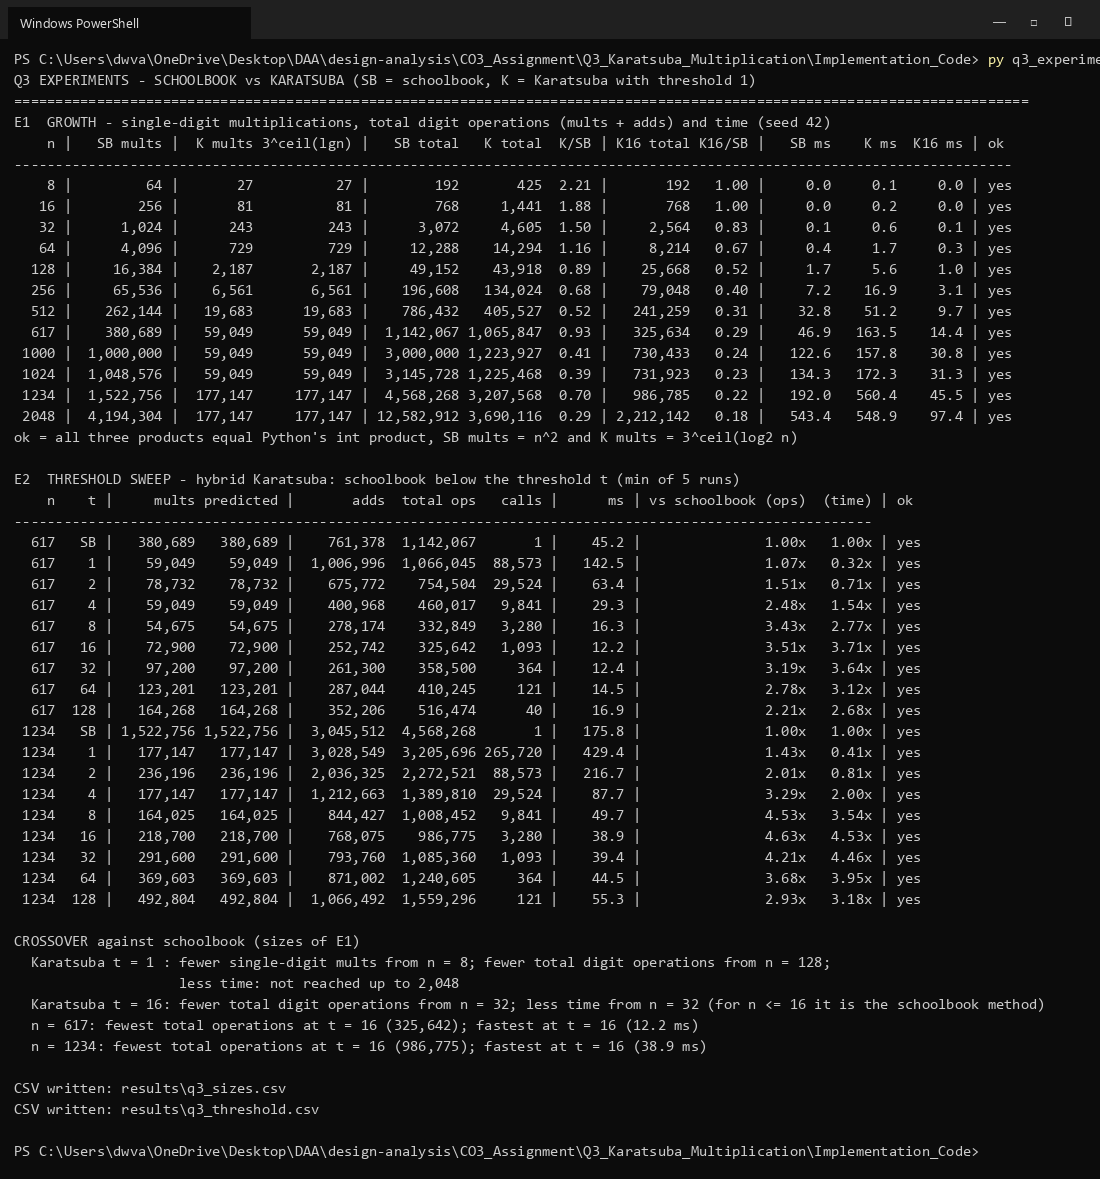 Windows PowerShell
PS C:\Users\dwva\OneDrive\Desktop\DAA\design-analysis\CO3_Assignment\Q3_Karatsuba_Multiplication\Implementation_Code> py q3_experime
Q3 EXPERIMENTS - SCHOOLBOOK vs KARATSUBA (SB = schoolbook, K = Karatsuba with threshold 1)
===========================================================================================================================
E1  GROWTH - single-digit multiplications, total digit operations (mults + adds) and time (seed 42)
    n |   SB mults |  K mults 3^ceil(lgn) |   SB total   K total  K/SB | K16 total K16/SB |   SB ms    K ms  K16 ms | ok
-------------------------------------------------------------------------------------------------------------------------
    8 |         64 |       27          27 |        192       425  2.21 |       192   1.00 |     0.0     0.1     0.0 | yes
   16 |        256 |       81          81 |        768     1,441  1.88 |       768   1.00 |     0.0     0.2     0.0 | yes
   32 |      1,024 |      243         243 |      3,072     4,605  1.50 |     2,564   0.83 |     0.1     0.6     0.1 | yes
   64 |      4,096 |      729         729 |     12,288    14,294  1.16 |     8,214   0.67 |     0.4     1.7     0.3 | yes
  128 |     16,384 |    2,187       2,187 |     49,152    43,918  0.89 |    25,668   0.52 |     1.7     5.6     1.0 | yes
  256 |     65,536 |    6,561       6,561 |    196,608   134,024  0.68 |    79,048   0.40 |     7.2    16.9     3.1 | yes
  512 |    262,144 |   19,683      19,683 |    786,432   405,527  0.52 |   241,259   0.31 |    32.8    51.2     9.7 | yes
  617 |    380,689 |   59,049      59,049 |  1,142,067 1,065,847  0.93 |   325,634   0.29 |    46.9   163.5    14.4 | yes
 1000 |  1,000,000 |   59,049      59,049 |  3,000,000 1,223,927  0.41 |   730,433   0.24 |   122.6   157.8    30.8 | yes
 1024 |  1,048,576 |   59,049      59,049 |  3,145,728 1,225,468  0.39 |   731,923   0.23 |   134.3   172.3    31.3 | yes
 1234 |  1,522,756 |  177,147     177,147 |  4,568,268 3,207,568  0.70 |   986,785   0.22 |   192.0   560.4    45.5 | yes
 2048 |  4,194,304 |  177,147     177,147 | 12,582,912 3,690,116  0.29 | 2,212,142   0.18 |   543.4   548.9    97.4 | yes
ok = all three products equal Python's int product, SB mults = n^2 and K mults = 3^ceil(log2 n)
E2  THRESHOLD SWEEP - hybrid Karatsuba: schoolbook below the threshold t (min of 5 runs)
    n    t |     mults predicted |      adds  total ops   calls |      ms | vs schoolbook (ops)  (time) | ok
--------------------------------------------------------------------------------------------------------
  617   SB |   380,689   380,689 |   761,378  1,142,067       1 |    45.2 |               1.00x   1.00x | yes
  617    1 |    59,049    59,049 | 1,006,996  1,066,045  88,573 |   142.5 |               1.07x   0.32x | yes
  617    2 |    78,732    78,732 |   675,772    754,504  29,524 |    63.4 |               1.51x   0.71x | yes
  617    4 |    59,049    59,049 |   400,968    460,017   9,841 |    29.3 |               2.48x   1.54x | yes
  617    8 |    54,675    54,675 |   278,174    332,849   3,280 |    16.3 |               3.43x   2.77x | yes
  617   16 |    72,900    72,900 |   252,742    325,642   1,093 |    12.2 |               3.51x   3.71x | yes
  617   32 |    97,200    97,200 |   261,300    358,500     364 |    12.4 |               3.19x   3.64x | yes
  617   64 |   123,201   123,201 |   287,044    410,245     121 |    14.5 |               2.78x   3.12x | yes
  617  128 |   164,268   164,268 |   352,206    516,474      40 |    16.9 |               2.21x   2.68x | yes
 1234   SB | 1,522,756 1,522,756 | 3,045,512  4,568,268       1 |   175.8 |               1.00x   1.00x | yes
 1234    1 |   177,147   177,147 | 3,028,549  3,205,696 265,720 |   429.4 |               1.43x   0.41x | yes
 1234    2 |   236,196   236,196 | 2,036,325  2,272,521  88,573 |   216.7 |               2.01x   0.81x | yes
 1234    4 |   177,147   177,147 | 1,212,663  1,389,810  29,524 |    87.7 |               3.29x   2.00x | yes
 1234    8 |   164,025   164,025 |   844,427  1,008,452   9,841 |    49.7 |               4.53x   3.54x | yes
 1234   16 |   218,700   218,700 |   768,075    986,775   3,280 |    38.9 |               4.63x   4.53x | yes
 1234   32 |   291,600   291,600 |   793,760  1,085,360   1,093 |    39.4 |               4.21x   4.46x | yes
 1234   64 |   369,603   369,603 |   871,002  1,240,605     364 |    44.5 |               3.68x   3.95x | yes
 1234  128 |   492,804   492,804 | 1,066,492  1,559,296     121 |    55.3 |               2.93x   3.18x | yes
CROSSOVER against schoolbook (sizes of E1)
  Karatsuba t = 1 : fewer single-digit mults from n = 8; fewer total digit operations from n = 128;
                    less time: not reached up to 2,048
  Karatsuba t = 16: fewer total digit operations from n = 32; less time from n = 32 (for n <= 16 it is the schoolbook method)
  n = 617: fewest total operations at t = 16 (325,642); fastest at t = 16 (12.2 ms)
  n = 1234: fewest total operations at t = 16 (986,775); fastest at t = 16 (38.9 ms)
CSV written: results\q3_sizes.csv
CSV written: results\q3_threshold.csv
PS C:\Users\dwva\OneDrive\Desktop\DAA\design-analysis\CO3_Assignment\Q3_Karatsuba_Multiplication\Implementation_Code>